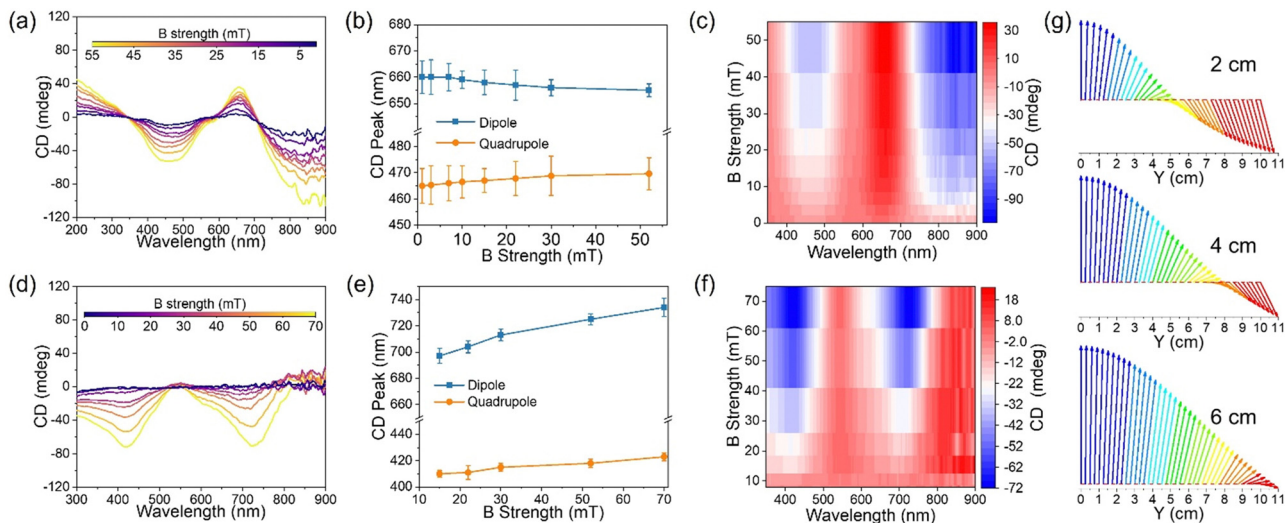 (a)
B strength (mT)
55 45 35 25 15 5
120
80
40
0
-40
-80
-120
CD (mdeg)
200 300 400 500 600 700 800 900
Wavelength (nm)
(b)
680
670
660
650
480
470
460
450
CD Peak (nm)
Dipole
Quadrupole
0 10 20 30 40 50
B Strength (mT)
(c)
50
40
30
20
10
0
B Strength (mT)
400 500 600 700 800 900
Wavelength (nm)
30
10
-10
-30
-50
-70
-90
CD (mdeg)
(d)
B strength (mT)
0 10 20 30 40 50 60 70
120
80
40
0
-40
-80
-120
CD (mdeg)
300 400 500 600 700 800 900
Wavelength (nm)
(e)
740
720
700
440
420
400
CD Peak (nm)
Dipole
Quadrupole
10 20 30 40 50 60 70
B Strength (mT)
(f)
70
60
50
40
30
20
10
B Strength (mT)
400 500 600 700 800 900
Wavelength (nm)
18
8.0
-2.0
-12
-22
-32
-42
-52
-62
-72
CD (mdeg)
(g)
2 cm
0 1 2 3 4 5 6 7 8 9 10 11
Y (cm)
4 cm
0 1 2 3 4 5 6 7 8 9 10 11
Y (cm)
6 cm
0 1 2 3 4 5 6 7 8 9 10 11
Y (cm)